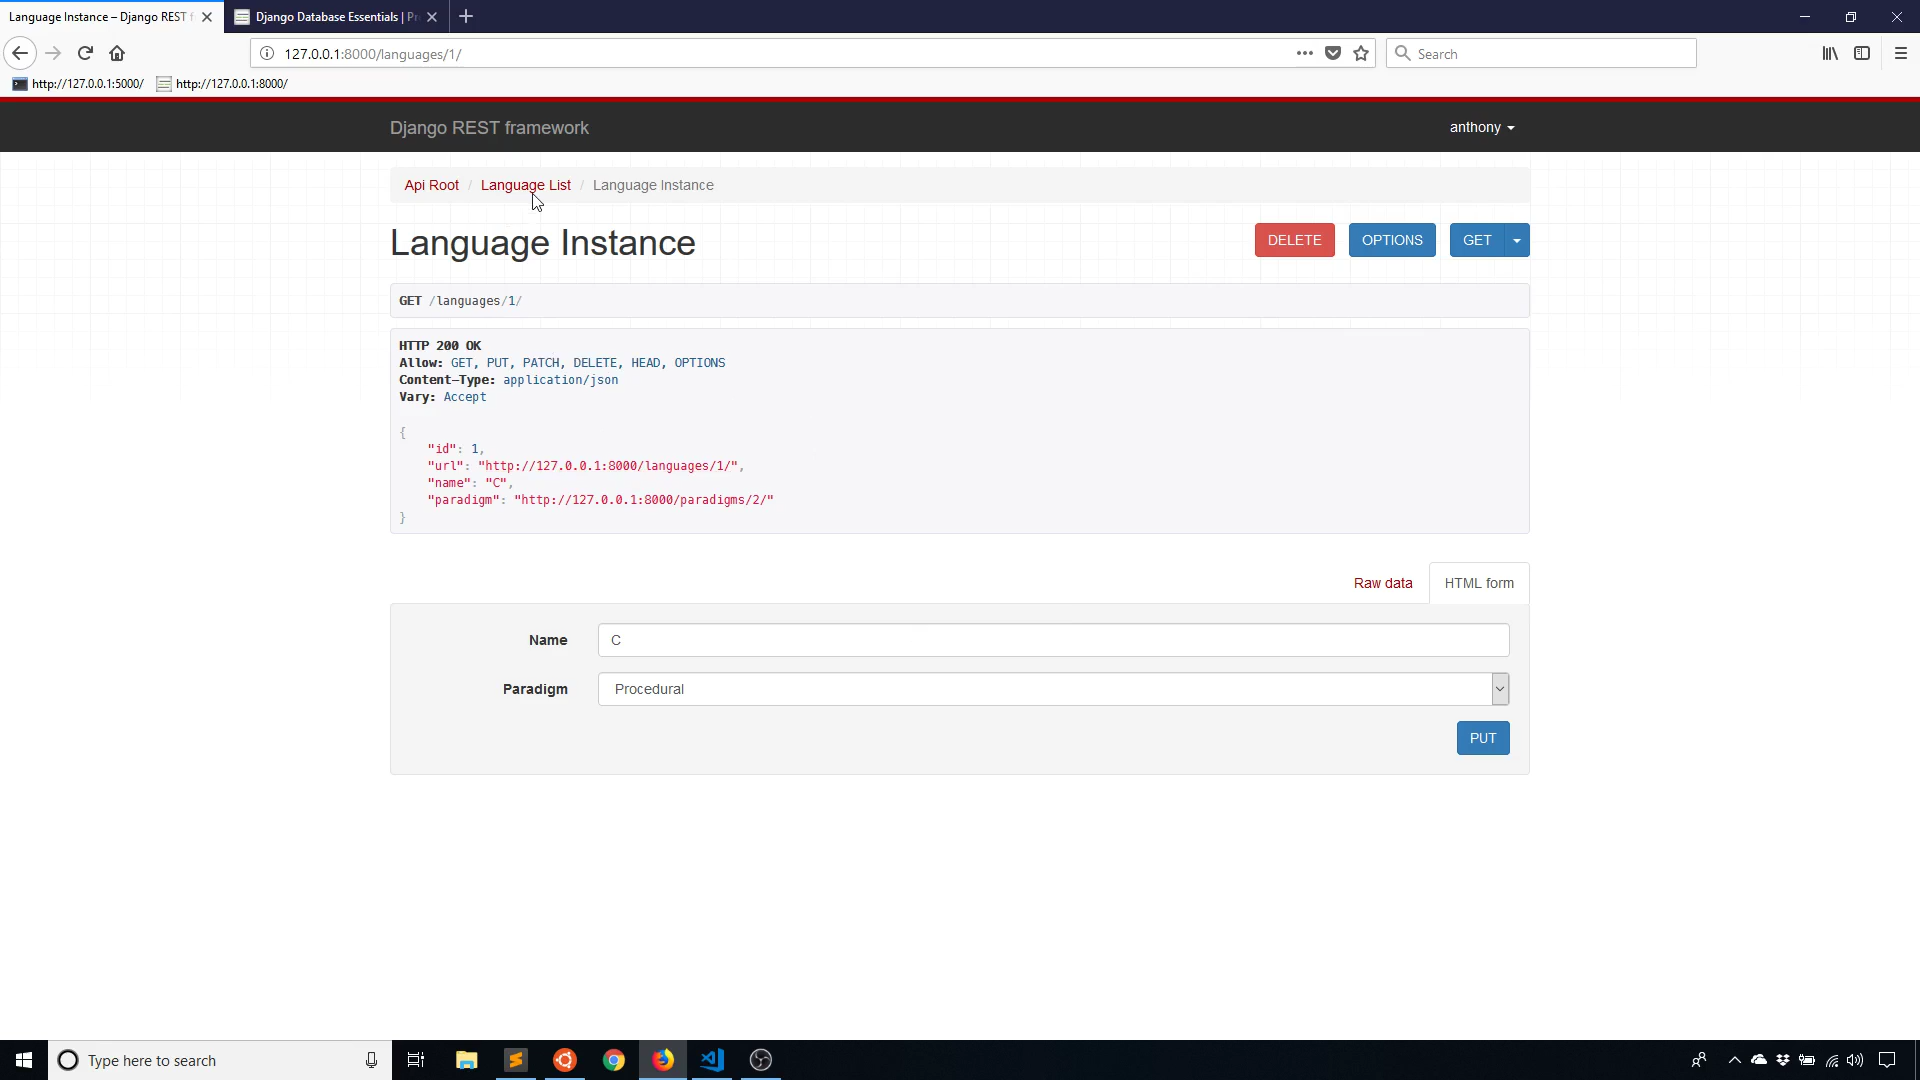 Language Instance – Django REST f
Django Database Essentials | Pr
127.0.0.1:8000/languages/1/
Search
http://127.0.0.1:5000/
http://127.0.0.1:8000/
Django REST framework
anthony
Api Root / Language List / Language Instance
Language Instance
DELETE
OPTIONS
GET
GET /languages/1/
HTTP 200 OK
Allow: GET, PUT, PATCH, DELETE, HEAD, OPTIONS
Content-Type: application/json
Vary: Accept
{
"id": 1,
"url": "http://127.0.0.1:8000/languages/1/",
"name": "C",
"paradigm": "http://127.0.0.1:8000/paradigms/2/"
}
Raw data
HTML form
Name
C
Paradigm
Procedural
PUT
Type here to search